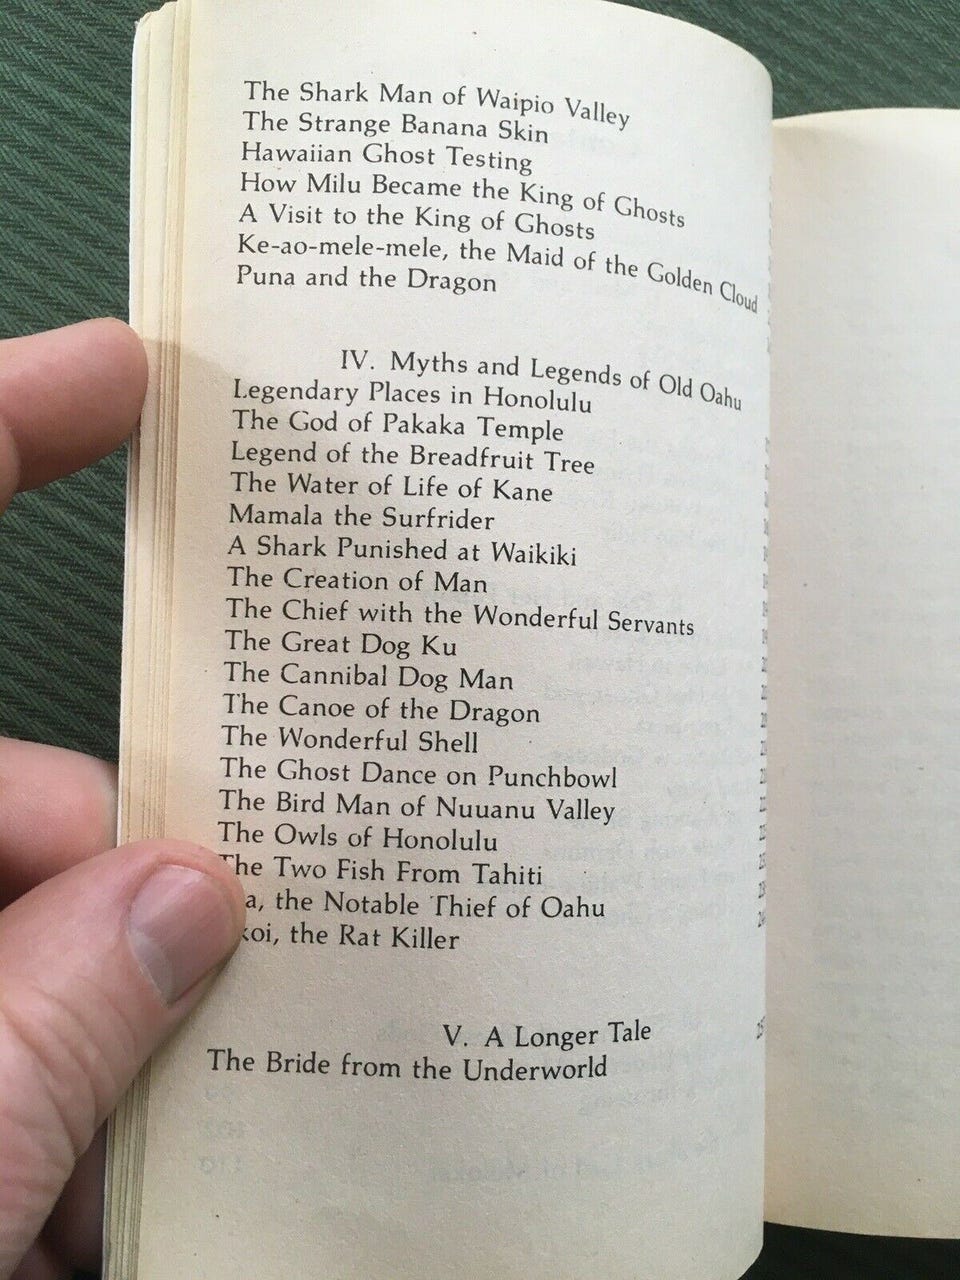 The Shark Man of Waipio Valley
The Strange Banana Skin
Hawaiian Ghost Testing
How Milu Became the King of Ghosts
A Visit to the King of Ghosts
Ke-ao-mele-mele, the Maid of the Golden Cloud
Puna and the Dragon
IV. Myths and Legends of Old Oahu
Legendary Places in Honolulu
The God of Pakaka Temple
Legend of the Breadfruit Tree
The Water of Life of Kane
Mamala the Surfrider
A Shark Punished at Waikiki
The Creation of Man
The Chief with the Wonderful Servants
The Great Dog Ku
The Cannibal Dog Man
The Canoe of the Dragon
The Wonderful Shell
The Ghost Dance on Punchbowl
The Bird Man of Nuuanu Valley
The Owls of Honolulu
The Two Fish From Tahiti
the Notable Thief of Oahu
the Rat Killer
V. A Longer Tale
The Bride from the Underworld